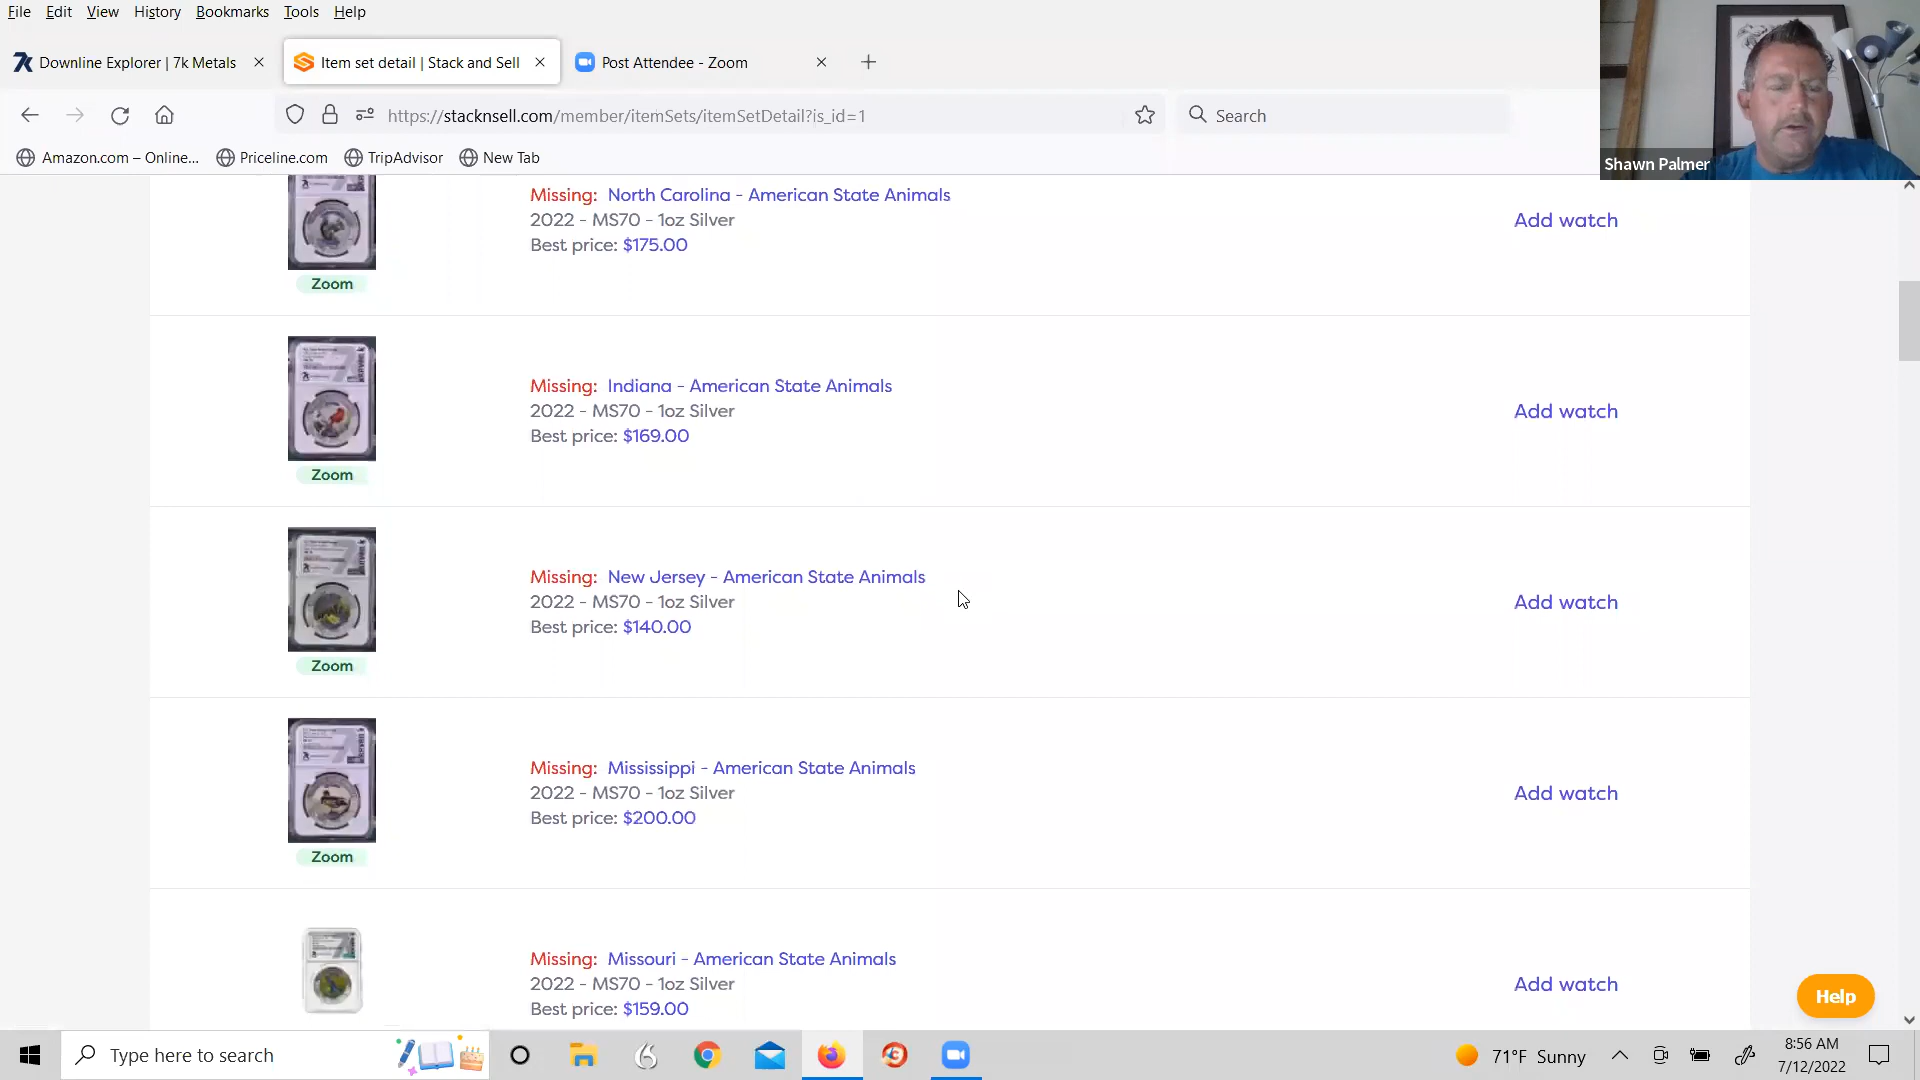 File Edit View History Bookmarks Tools Help
Downline Explorer | 7k Metals
Item set detail | Stack and Sell
Post Attendee - Zoom
https://stacknsell.com/member/itemSets/itemSetDetail?is_id=1
Search
Amazon.com – Online...
Priceline.com
TripAdvisor
New Tab
Shawn Palmer
Missing: North Carolina - American State Animals
2022 - MS70 - 1oz Silver
Best price: $175.00
Add watch
Zoom
Missing: Indiana - American State Animals
2022 - MS70 - 1oz Silver
Best price: $169.00
Add watch
Zoom
Missing: New Jersey - American State Animals
2022 - MS70 - 1oz Silver
Best price: $140.00
Add watch
Zoom
Missing: Mississippi - American State Animals
2022 - MS70 - 1oz Silver
Best price: $200.00
Add watch
Zoom
Missing: Missouri - American State Animals
2022 - MS70 - 1oz Silver
Best price: $159.00
Add watch
Help
Type here to search
71°F Sunny
8:56 AM
7/12/2022